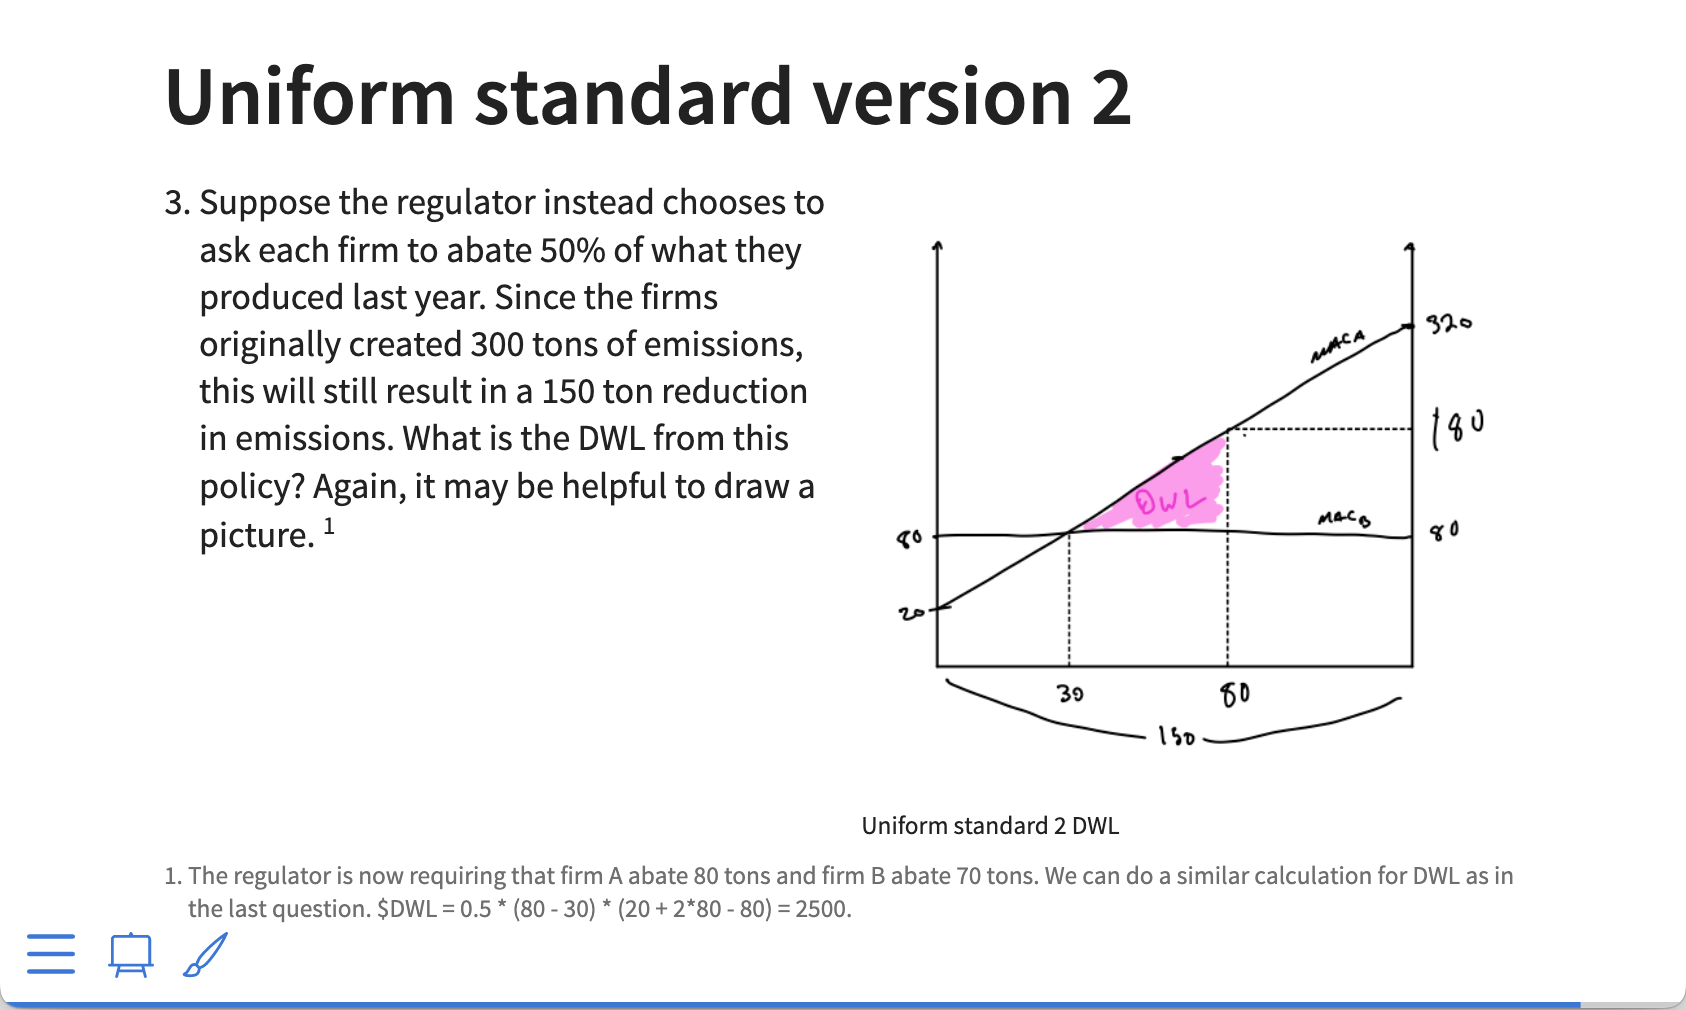 Uniform standard version 2
3. Suppose the regulator instead chooses to
ask each firm to abate 50% of what they
produced last year. Since the firms
originally created 300 tons of emissions,
this will still result in a 150 ton reduction
in emissions. What is the DWL from this
policy? Again, it may be helpful to draw a
picture. 1
MACA
320
180
DWL
MACB
80
80
20
30
80
150
Uniform standard 2 DWL
1. The regulator is now requiring that firm A abate 80 tons and firm B abate 70 tons. We can do a similar calculation for DWL as in
the last question. $DWL = 0.5 * (80 - 30) * (20 + 2*80 - 80) = 2500.